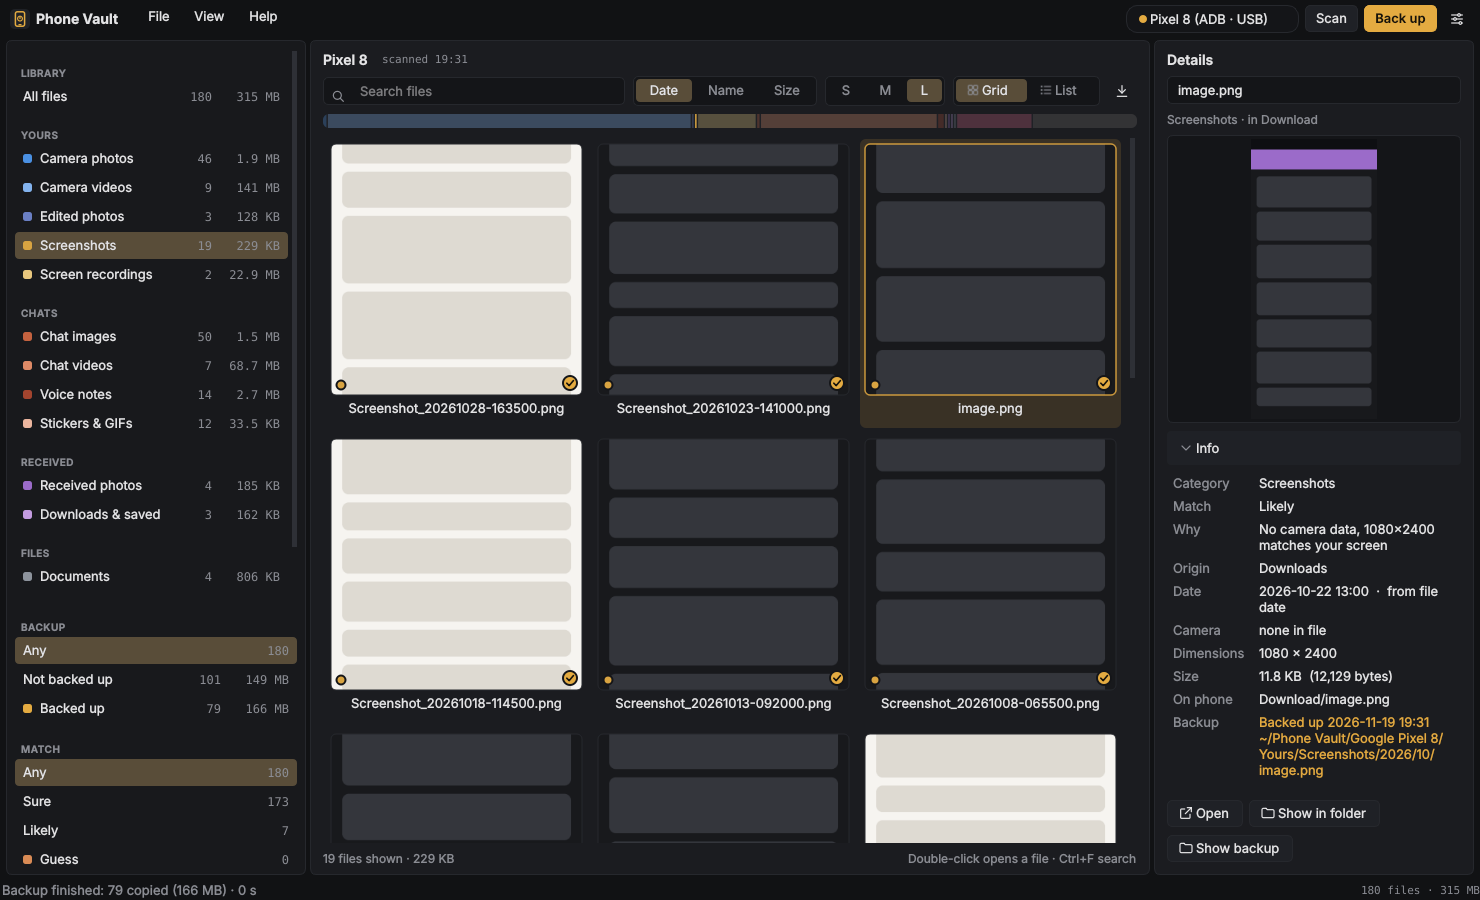 Phone Vault
File
View
Help
Pixel 8 (ADB · USB)
Scan
Back up
LIBRARY
All files 180 315 MB
YOURS
Camera photos 46 1.9 MB
Camera videos 9 141 MB
Edited photos 3 128 KB
Screenshots 19 229 KB
Screen recordings 2 22.9 MB
CHATS
Chat images 50 1.5 MB
Chat videos 7 68.7 MB
Voice notes 14 2.7 MB
Stickers & GIFs 12 33.5 KB
RECEIVED
Received photos 4 185 KB
Downloads & saved 3 162 KB
FILES
Documents 4 806 KB
BACKUP
Any 180
Not backed up 101 149 MB
Backed up 79 166 MB
MATCH
Any 180
Sure 173
Likely 7
Guess 0
Pixel 8 scanned 19:31
Search files
Date Name Size
S M L
Grid List
Screenshot_20261028-163500.png
Screenshot_20261023-141000.png
image.png
Screenshot_20261018-114500.png
Screenshot_20261013-092000.png
Screenshot_20261008-065500.png
19 files shown · 229 KB
Double-click opens a file · Ctrl+F search
Details
image.png
Screenshots · in Download
Info
Category Screenshots
Match Likely
Why No camera data, 1080×2400
matches your screen
Origin Downloads
Date 2026-10-22 13:00 · from file
date
Camera none in file
Dimensions 1080 × 2400
Size 11.8 KB (12,129 bytes)
On phone Download/image.png
Backup Backed up 2026-11-19 19:31
~/Phone Vault/Google Pixel 8/
Yours/Screenshots/2026/10/
image.png
Open
Show in folder
Show backup
Backup finished: 79 copied (166 MB) · 0 s
180 files · 315 MB